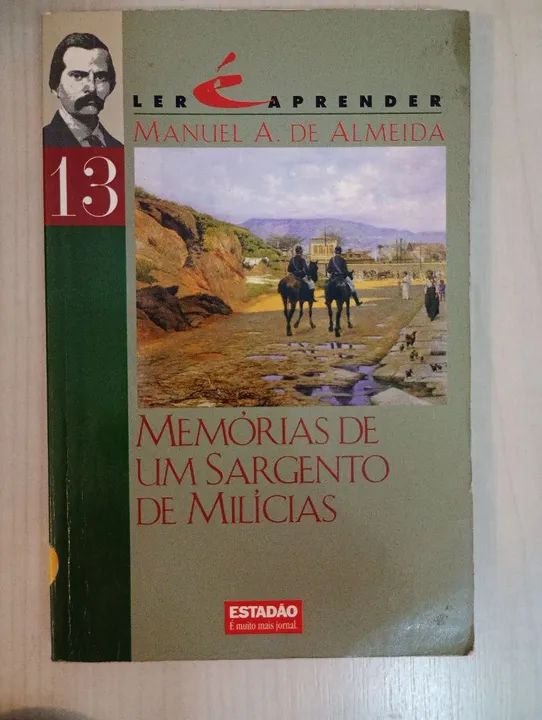 LER É APRENDER
MANUEL A. DE ALMEIDA
13
MEMÓRIAS DE
UM SARGENTO
DE MILÍCIAS
ESTADÃO
É muito mais jornal.